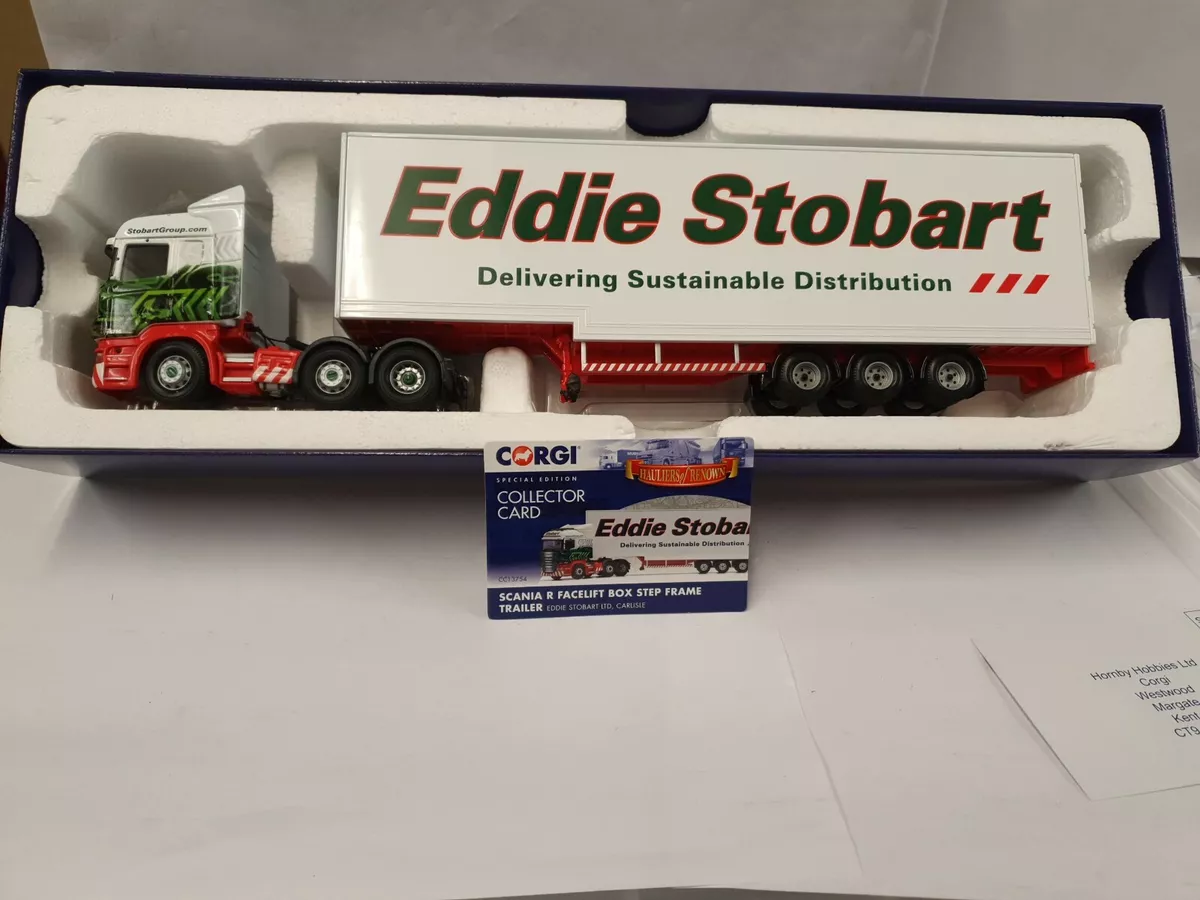 StobartGroup.com
Eddie Stobart
Delivering Sustainable Distribution
CORGI
SPECIAL EDITION
COLLECTOR
CARD
HAULIERS of RENOWN
Eddie Stobar
Delivering Sustainable Distribution
CC13754
SCANIA R FACELIFT BOX STEP FRAME
TRAILER EDDIE STOBART LTD, CARLISLE
Hornby Hobbies Ltd
Corgi
Westwood
Margate
Kent
CT9